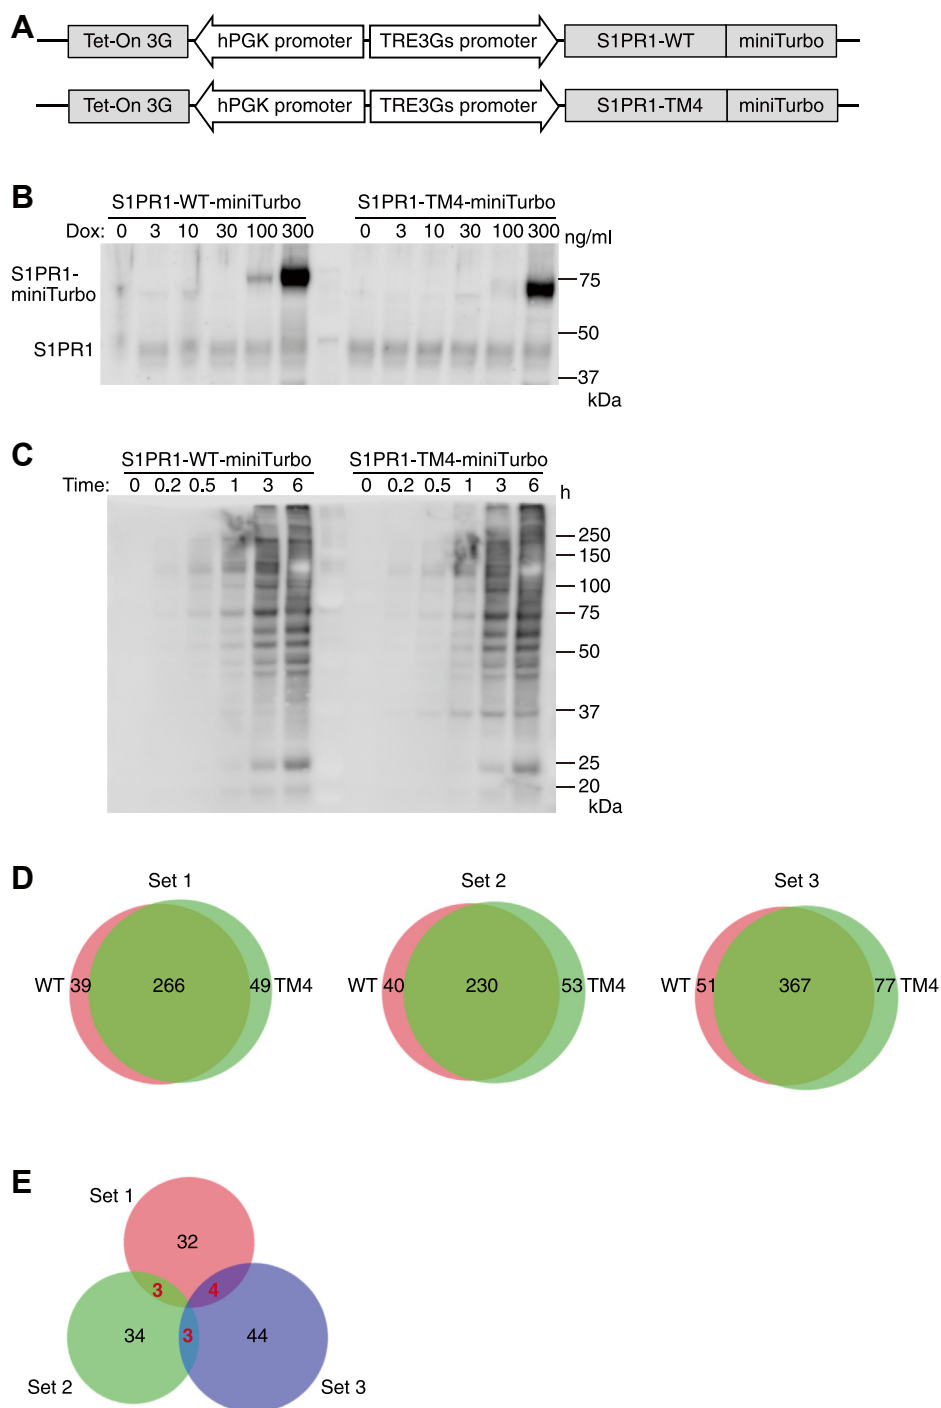 A
Tet-On 3G hPGK promoter TRE3Gs promoter S1PR1-WT miniTurbo
Tet-On 3G hPGK promoter TRE3Gs promoter S1PR1-TM4 miniTurbo
B
S1PR1-WT-miniTurbo S1PR1-TM4-miniTurbo
Dox: 0 3 10 30 100 300 0 3 10 30 100 300 ng/ml
S1PR1-
miniTurbo
75
50
S1PR1
37
kDa
C
S1PR1-WT-miniTurbo S1PR1-TM4-miniTurbo
Time: 0 0.2 0.5 1 3 6 0 0.2 0.5 1 3 6 h
250
150
100
75
50
37
25
20
kDa
D
Set 1 Set 2 Set 3
WT 39 266 49 TM4 WT 40 230 53 TM4 WT 51 367 77 TM4
E
Set 1
32
3 4
34 3 44
Set 2 Set 3